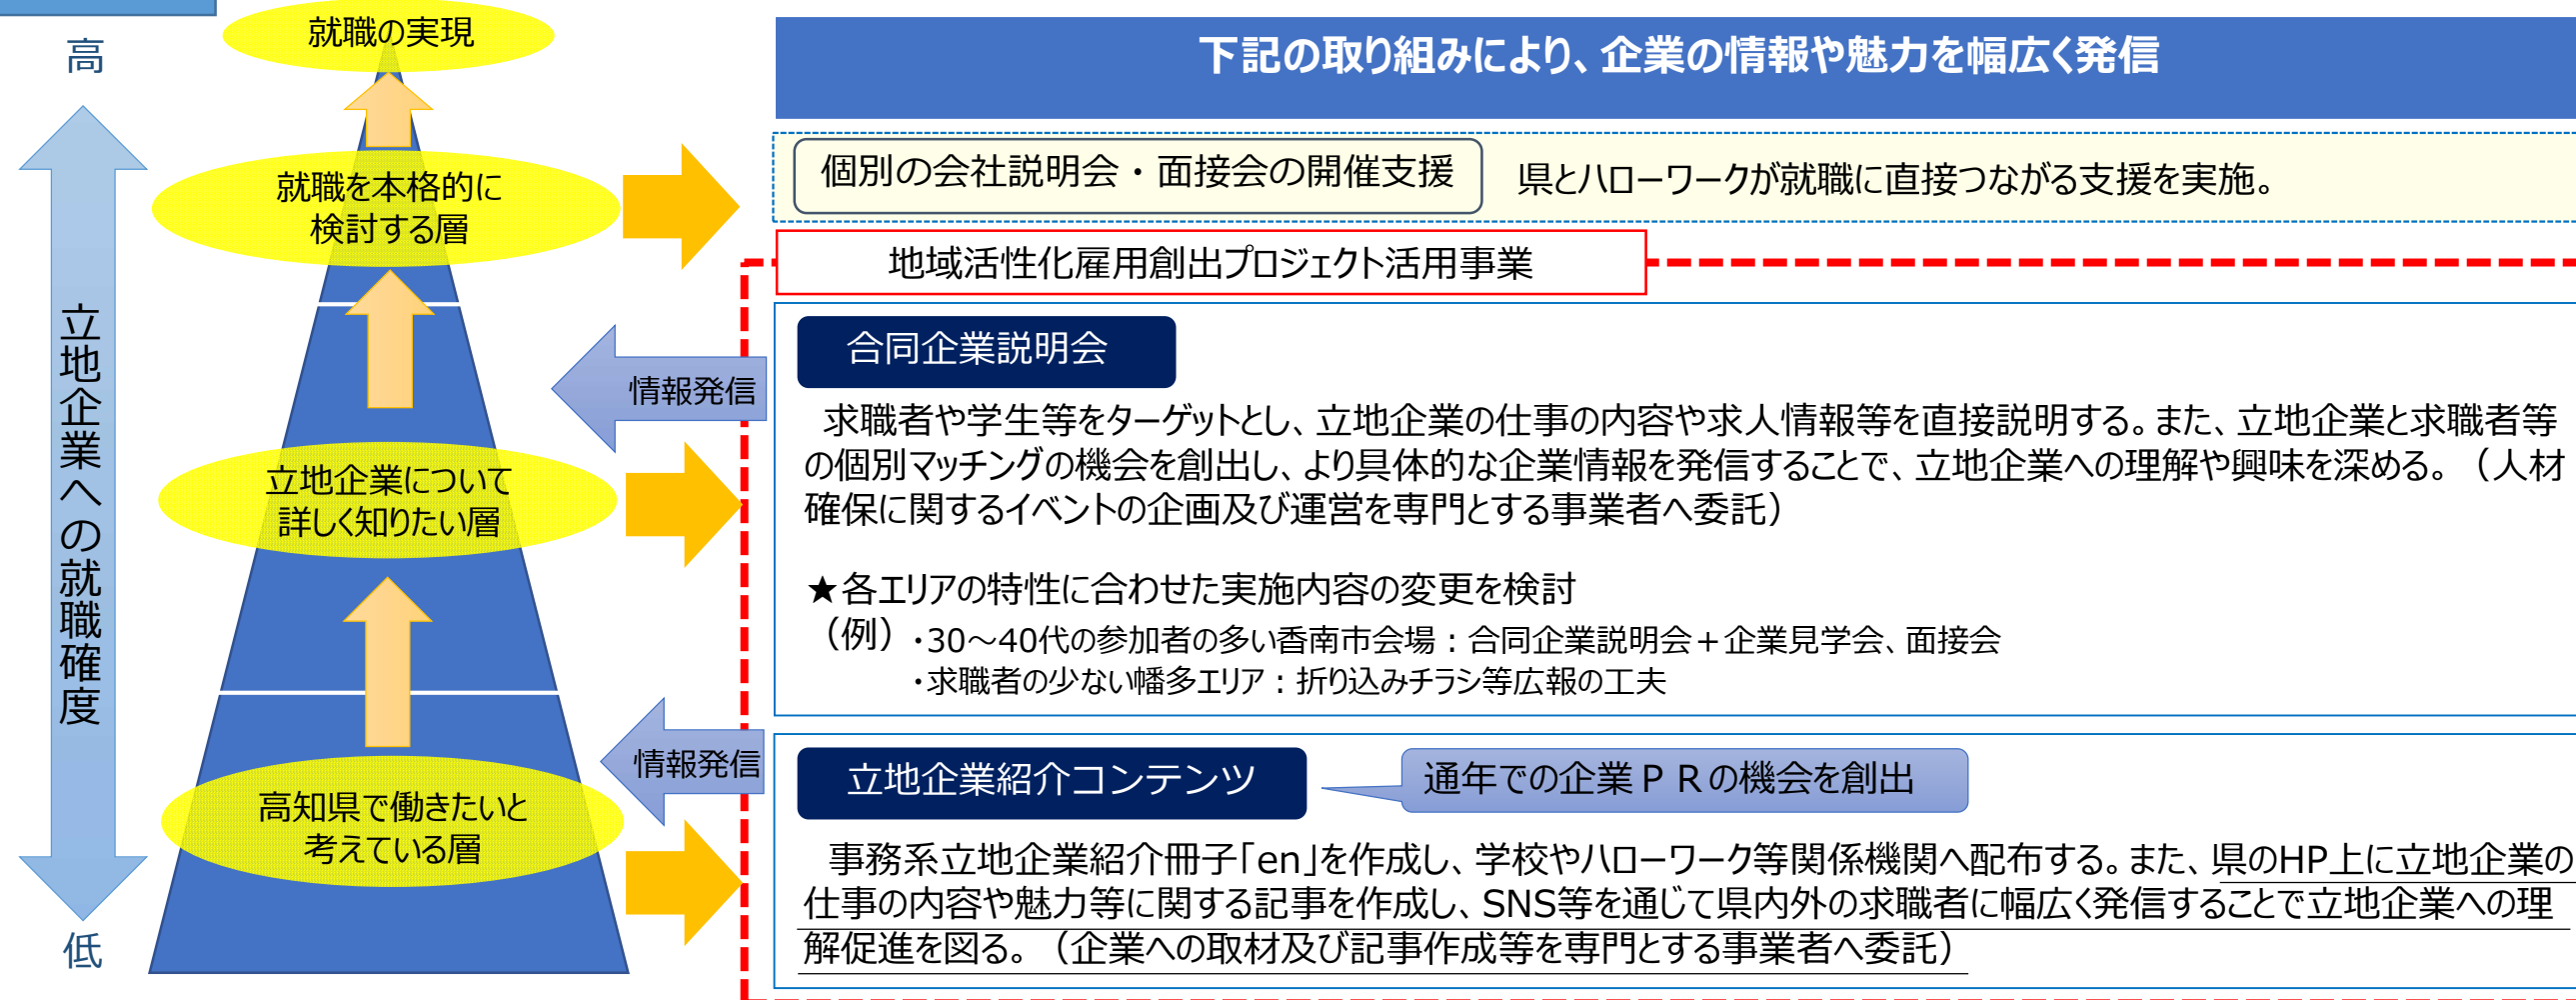 高
立地企業への就職確度
低
就職の実現
就職を本格的に
検討する層
立地企業について
詳しく知りたい層
高知県で働きたいと
考えている層
情報発信
情報発信
下記の取り組みにより、企業の情報や魅力を幅広く発信
個別の会社説明会・面接会の開催支援
県とハローワークが就職に直接つながる支援を実施。
地域活性化雇用創出プロジェクト活用事業
合同企業説明会
求職者や学生等をターゲットとし、立地企業の仕事の内容や求人情報等を直接説明する。また、立地企業と求職者等
の個別マッチングの機会を創出し、より具体的な企業情報を発信することで、立地企業への理解や興味を深める。（人材
確保に関するイベントの企画及び運営を専門とする事業者へ委託）
★各エリアの特性に合わせた実施内容の変更を検討
（例）・30～40代の参加者の多い香南市会場：合同企業説明会＋企業見学会、面接会
・求職者の少ない幡多エリア：折り込みチラシ等広報の工夫
立地企業紹介コンテンツ
通年での企業ＰＲの機会を創出
事務系立地企業紹介冊子「en」を作成し、学校やハローワーク等関係機関へ配布する。また、県のHP上に立地企業の
仕事の内容や魅力等に関する記事を作成し、SNS等を通じて県内外の求職者に幅広く発信することで立地企業への理
解促進を図る。（企業への取材及び記事作成等を専門とする事業者へ委託）